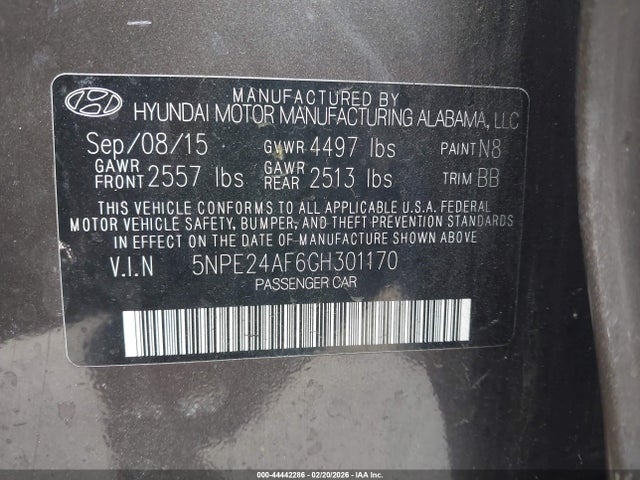 MANUFACTURED BY
HYUNDAI MOTOR MANUFACTURING ALABAMA, LLC
Sep/08/15 GVWR 4497 lbs PAINT N8
GAWR FRONT 2557 lbs GAWR REAR 2513 lbs TRIM BB
THIS VEHICLE CONFORMS TO ALL APPLICABLE U.S.A. FEDERAL
MOTOR VEHICLE SAFETY, BUMPER, AND THEFT PREVENTION STANDARDS
IN EFFECT ON THE DATE OF MANUFACTURE SHOWN ABOVE
V.I.N 5NPE24AF6GH301170
PASSENGER CAR
000-44442286 - 02/20/2026 - IAAI - COPART